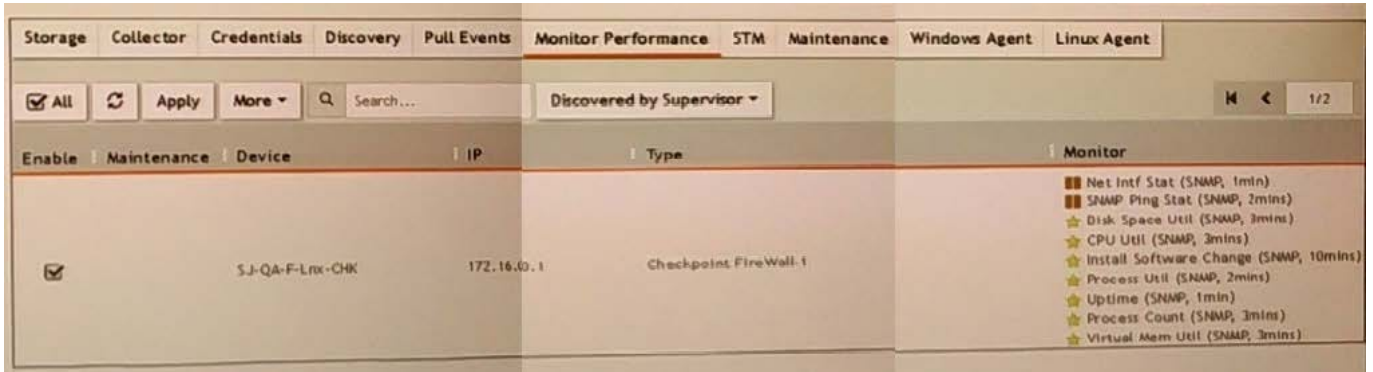 Storage Collector Credentials Discovery Pull Events Monitor Performance STM Maintenance Windows Agent Linux Agent
All Apply More Search... Discovered by Supervisor 1/2
Enable Maintenance Device IP Type Monitor
Net Intf Stat (SNMP, 1min)
SNMP Ping Stat (SNMP, 2mins)
Disk Space Util (SNMP, 3mins)
CPU Util (SNMP, 3mins)
SJ-QA-F-Lnx-CHK 172.16.0.1 Checkpoint FireWall-1 Install Software Change (SNMP, 10mins)
Process Util (SNMP, 2mins)
Uptime (SNMP, 1min)
Process Count (SNMP, 3mins)
Virtual Mem Util (SNMP, 3mins)